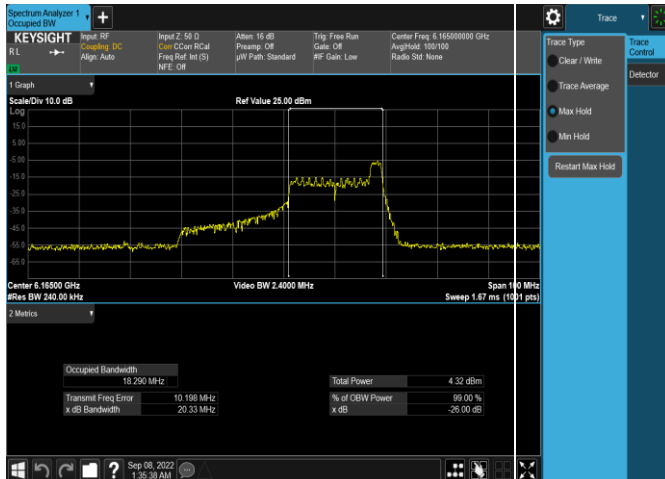 Spectrum Analyzer 1
Occupied BW
KEYSIGHT
R L
Input: RF
Coupling: DC
Align: Auto
Input Z: 50 Ω
Corr CCorr RCal
Freq Ref: Int (S)
NFE: Off
Atten: 16 dB
Preamp: Off
µW Path: Standard
Trig: Free Run
Gate: Off
#IF Gain: Low
Center Freq: 6.165000000 GHz
Avg|Hold: 100/100
Radio Std: None
1 Graph
Scale/Div 10.0 dB
Ref Value 25.00 dBm
Log
15.0
5.00
-5.00
-15.0
-25.0
-35.0
-45.0
-55.0
-65.0
Center 6.16500 GHz
Video BW 2.4000 MHz
Span 100 MHz
#Res BW 240.00 kHz
Sweep 1.67 ms (1001 pts)
2 Metrics
Occupied Bandwidth
18.290 MHz
Transmit Freq Error 10.198 MHz
x dB Bandwidth 20.33 MHz
Total Power 4.32 dBm
% of OBW Power 99.00 %
x dB -26.00 dB
Sep 08, 2022
1:35:38 AM
Trace
Trace Type
Clear / Write
Trace Average
Max Hold
Min Hold
Restart Max Hold
Trace
Control
Detector